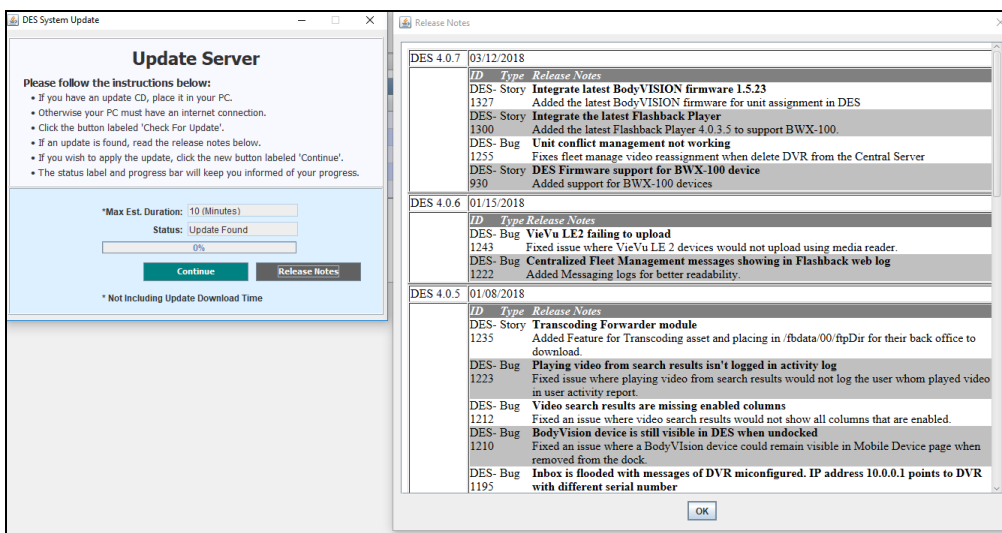 DES System Update
Update Server
Please follow the instructions below:
• If you have an update CD, place it in your PC.
• Otherwise your PC must have an internet connection.
• Click the button labeled 'Check For Update'.
• If an update is found, read the release notes below.
• If you wish to apply the update, click the new button labeled 'Continue'.
• The status label and progress bar will keep you informed of your progress.
*Max Est. Duration: 10 (Minutes)
Status: Update Found
0%
Continue Release Notes
* Not Including Update Download Time
Release Notes
DES 4.0.7 03/12/2018
ID Type Release Notes
DES- Story Integrate latest BodyVISION firmware 1.5.23
1327 Added the latest BodyVISION firmware for unit assignment in DES
DES- Story Integrate the latest Flashback Player
1300 Added the latest Flashback Player 4.0.3.5 to support BWX-100.
DES- Bug Unit conflict management not working
1255 Fixes fleet manage video reassignment when delete DVR from the Central Server
DES- Story DES Firmware support for BWX-100 device
930 Added support for BWX-100 devices
DES 4.0.6 01/15/2018
ID Type Release Notes
DES- Bug VieVu LE2 failing to upload
1243 Fixed issue where VieVu LE 2 devices would not upload using media reader.
DES- Bug Centralized Fleet Management messages showing in Flashback web log
1222 Added Messaging logs for better readability.
DES 4.0.5 01/08/2018
ID Type Release Notes
DES- Story Transcoding Forwarder module
1235 Added Feature for Transcoding asset and placing in /fbdata/00/ftpDir for their back office to
download.
DES- Bug Playing video from search results isn't logged in activity log
1223 Fixed issue where playing video from search results would not log the user whom played video
in user activity report.
DES- Bug Video search results are missing enabled columns
1212 Fixed an issue where video search results would not show all columns that are enabled.
DES- Bug BodyVision device is still visible in DES when undocked
1210 Fixed an issue where a BodyVIsion device could remain visible in Mobile Device page when
removed from the dock.
DES- Bug Inbox is flooded with messages of DVR miconfigured. IP address 10.0.0.1 points to DVR
1195 with different serial number
OK